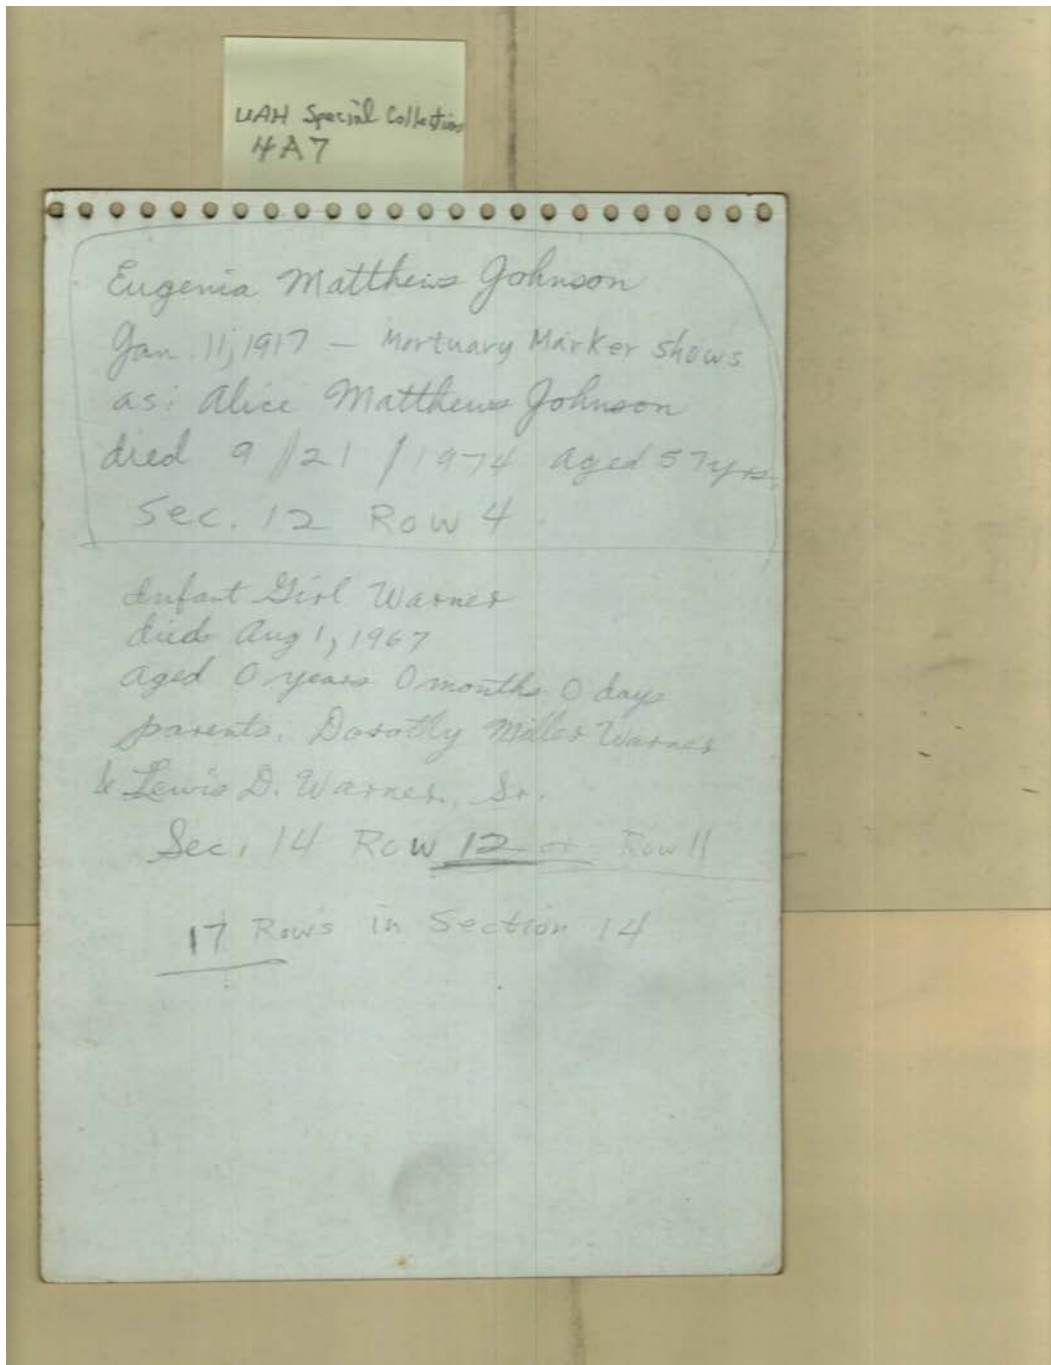 UAH Special Collections
4A7
Eugenia Matthews Johnson
Jan. 11, 1917 — Mortuary Marker shows
as: Alice Matthews Johnson
died 9/21/1974 aged 57 yrs.
Sec. 12 Row 4
Infant Girl Warner
died Aug 1, 1967
aged 0 years 0 months 0 days
parents. Dorothy Miller Warner
& Lewis D. Warner, Sr.
Sec. 14 Row 12 or Row 11
17 Rows in Section 14